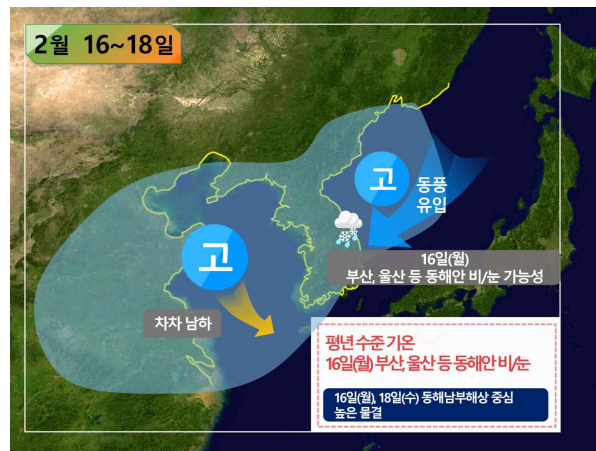 2월 16~18일
고
동풍
유입
16일(월)
부산, 울산 등 동해안 비/눈 가능성
고
차차 남하
평년 수준 기온
16일(월) 부산, 울산 등 동해안 비/눈
16일(월), 18일(수) 동해남부해상 중심
높은 물결